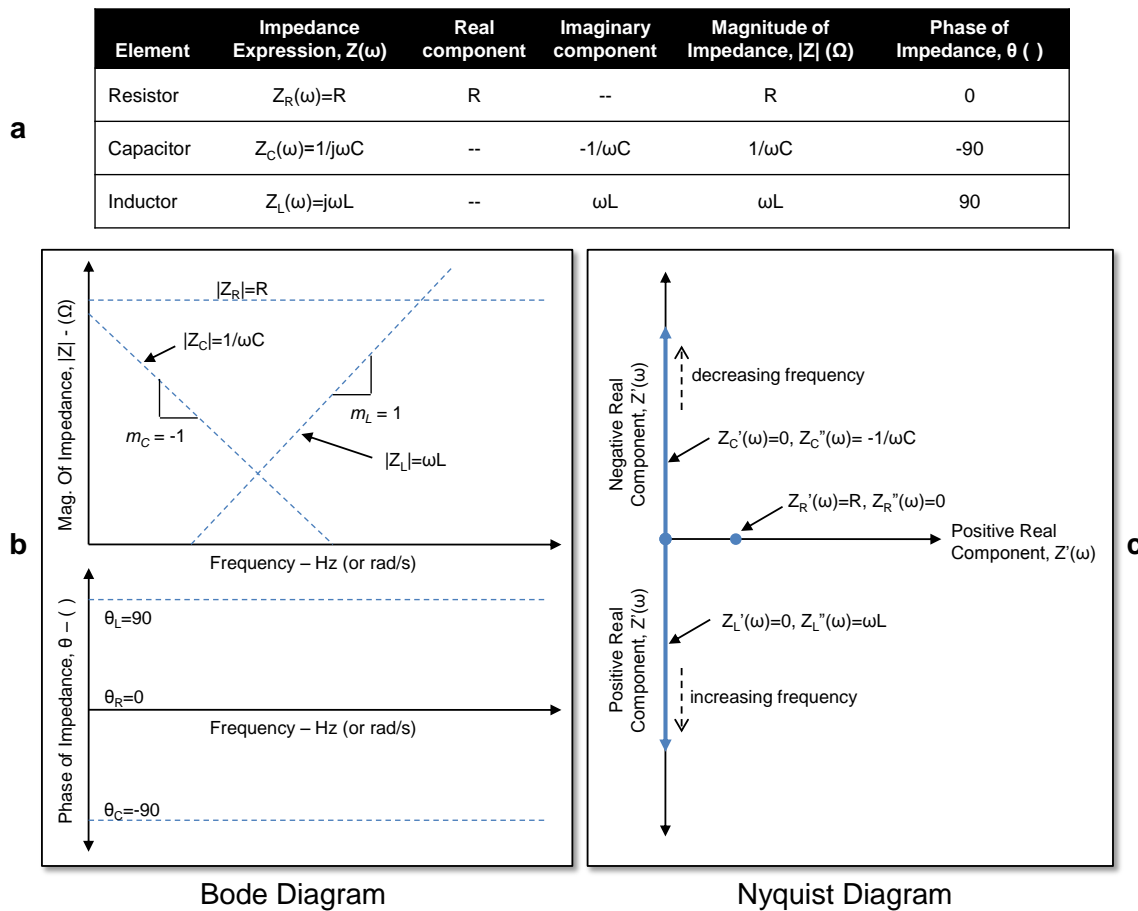 a
Element Impedance Expression, Z(ω) Real component Imaginary component Magnitude of Impedance, |Z| (Ω) Phase of Impedance, θ ( )
Resistor Z_R(ω)=R R -- R 0
Capacitor Z_C(ω)=1/jωC -- -1/ωC 1/ωC -90
Inductor Z_L(ω)=jωL -- ωL ωL 90
b
Mag. Of Impedance, |Z| - (Ω)
|Z_R|=R
|Z_C|=1/ωC
m_C = -1
m_L = 1
|Z_L|=ωL
Frequency – Hz (or rad/s)
Phase of Impedance, θ – ( )
θ_L=90
θ_R=0
Frequency – Hz (or rad/s)
θ_C=-90
Bode Diagram
c
Negative Real
Component, Z'(ω)
decreasing frequency
Z_C'(ω)=0, Z_C"(ω)= -1/ωC
Z_R'(ω)=R, Z_R"(ω)=0
Positive Real
Component, Z'(ω)
Positive Real
Component, Z'(ω)
Z_L'(ω)=0, Z_L"(ω)=ωL
increasing frequency
Nyquist Diagram